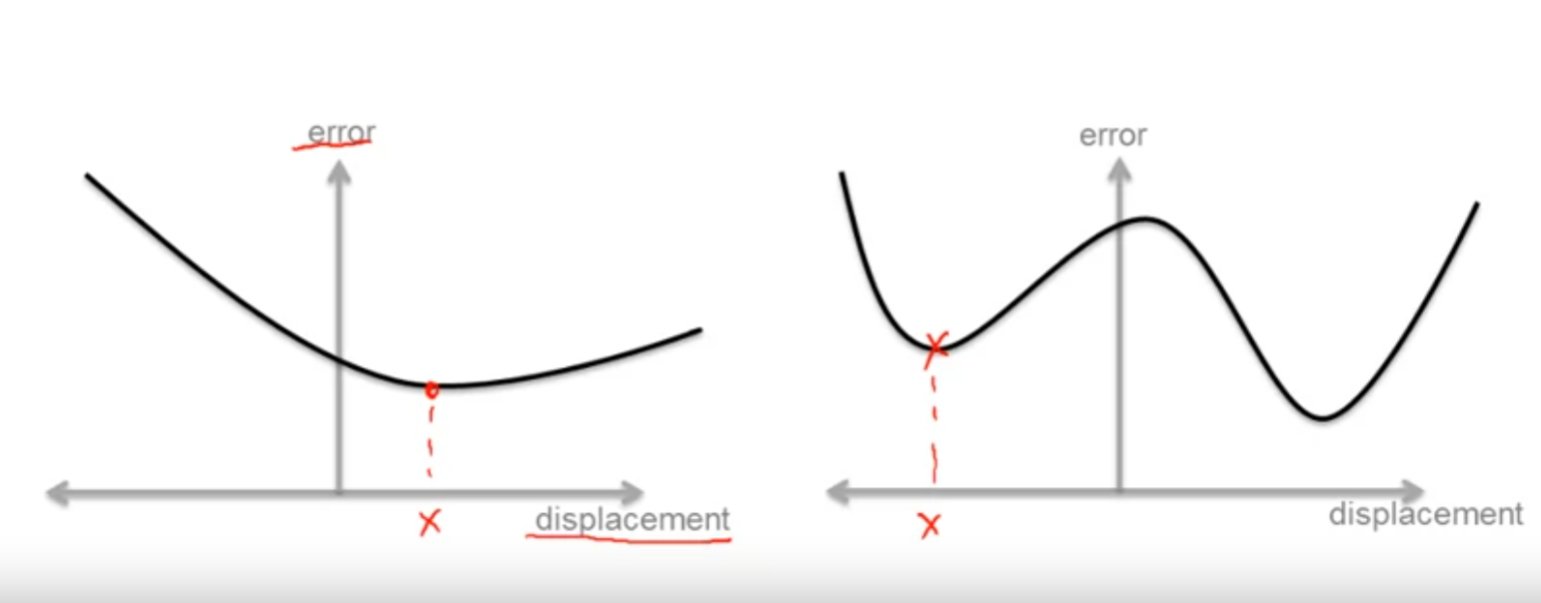 error
displacement
x
error
displacement
x